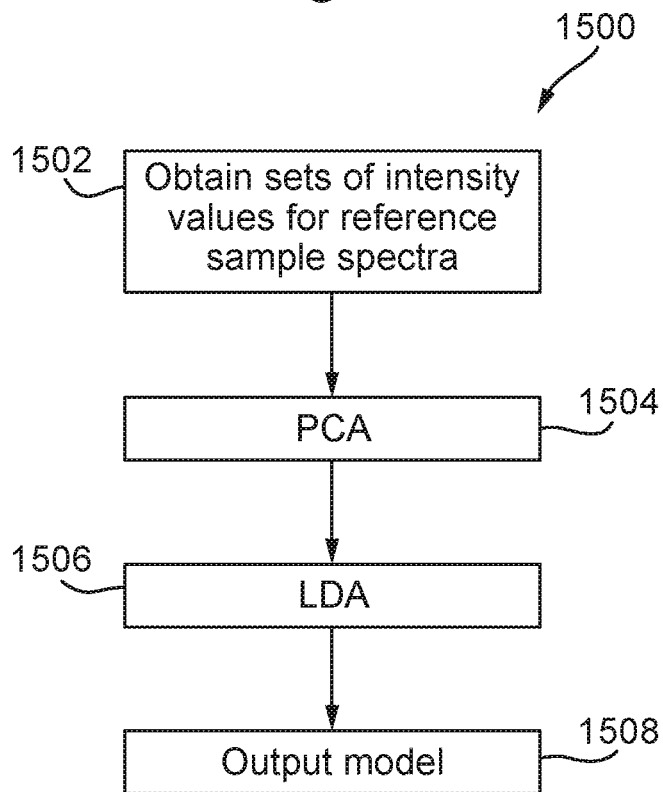 1500
1502
Obtain sets of intensity
values for reference
sample spectra
1504
PCA
1506
LDA
1508
Output model